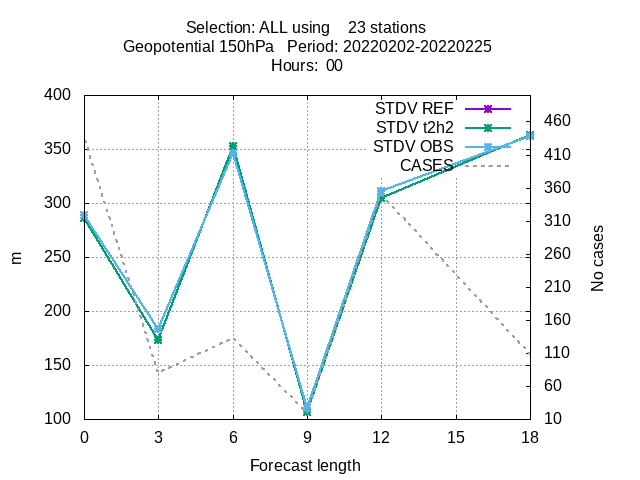 Selection: ALL using    23 stations
Geopotential 150hPa   Period: 20220202-20220225
Hours:  00
STDV REF
STDV t2h2
STDV OBS
CASES
400
350
300
250
200
150
100
m
460
410
360
310
260
210
160
110
60
10
No cases
0 3 6 9 12 15 18
Forecast length